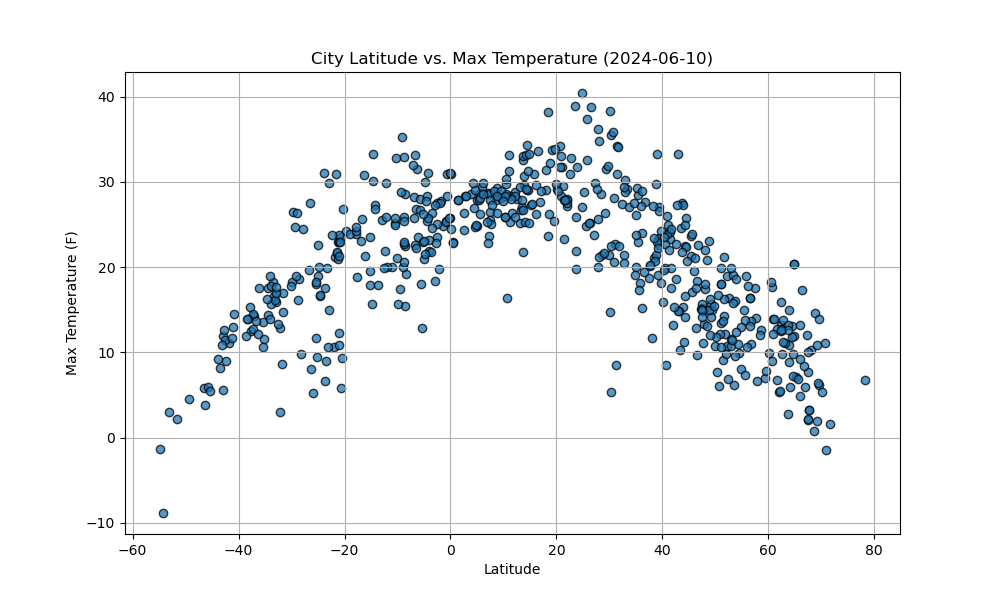 City Latitude vs. Max Temperature (2024-06-10)
Max Temperature (F)
40
30
20
10
0
−10
−60 −40 −20 0 20 40 60 80
Latitude